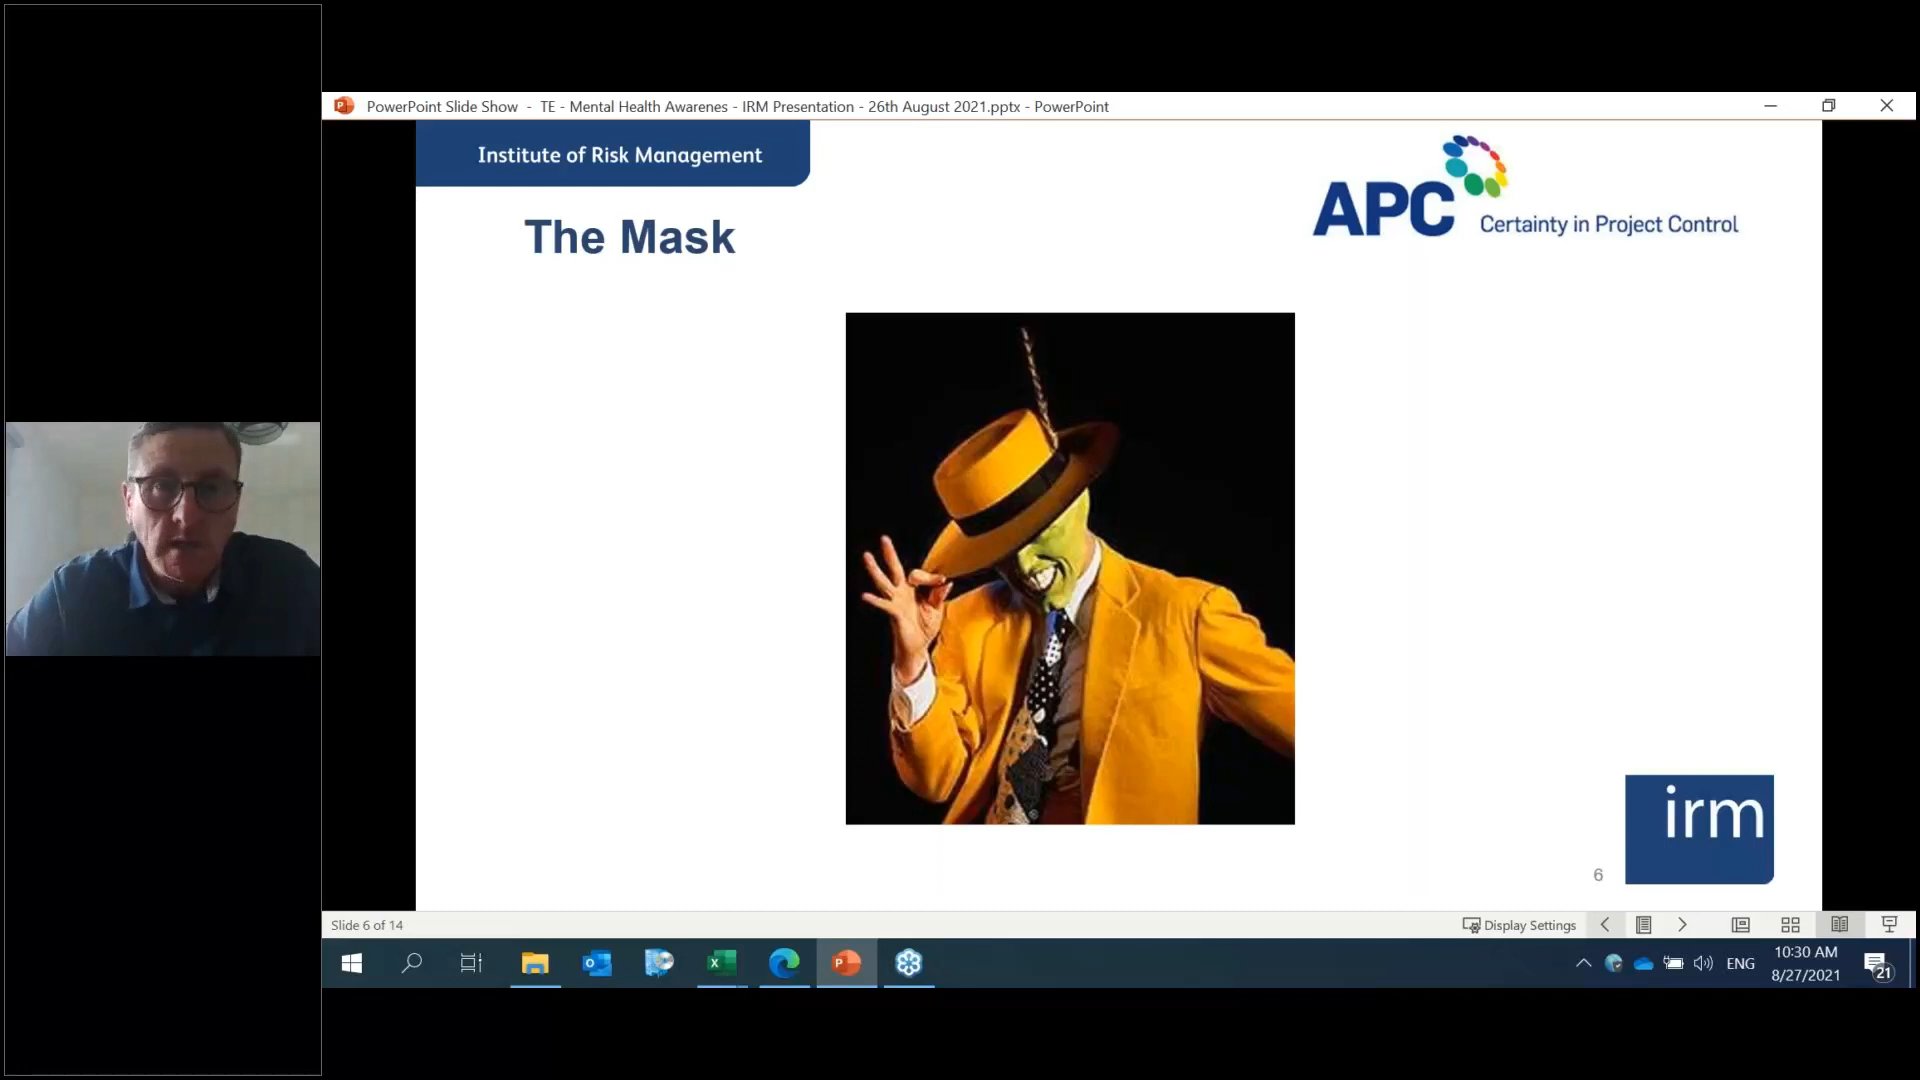 PowerPoint Slide Show - TE - Mental Health Awarenes - IRM Presentation - 26th August 2021.pptx - PowerPoint
Institute of Risk Management
APC
Certainty in Project Control
The Mask
irm
6
Slide 6 of 14
Display Settings
ENG
10:30 AM
8/27/2021
21